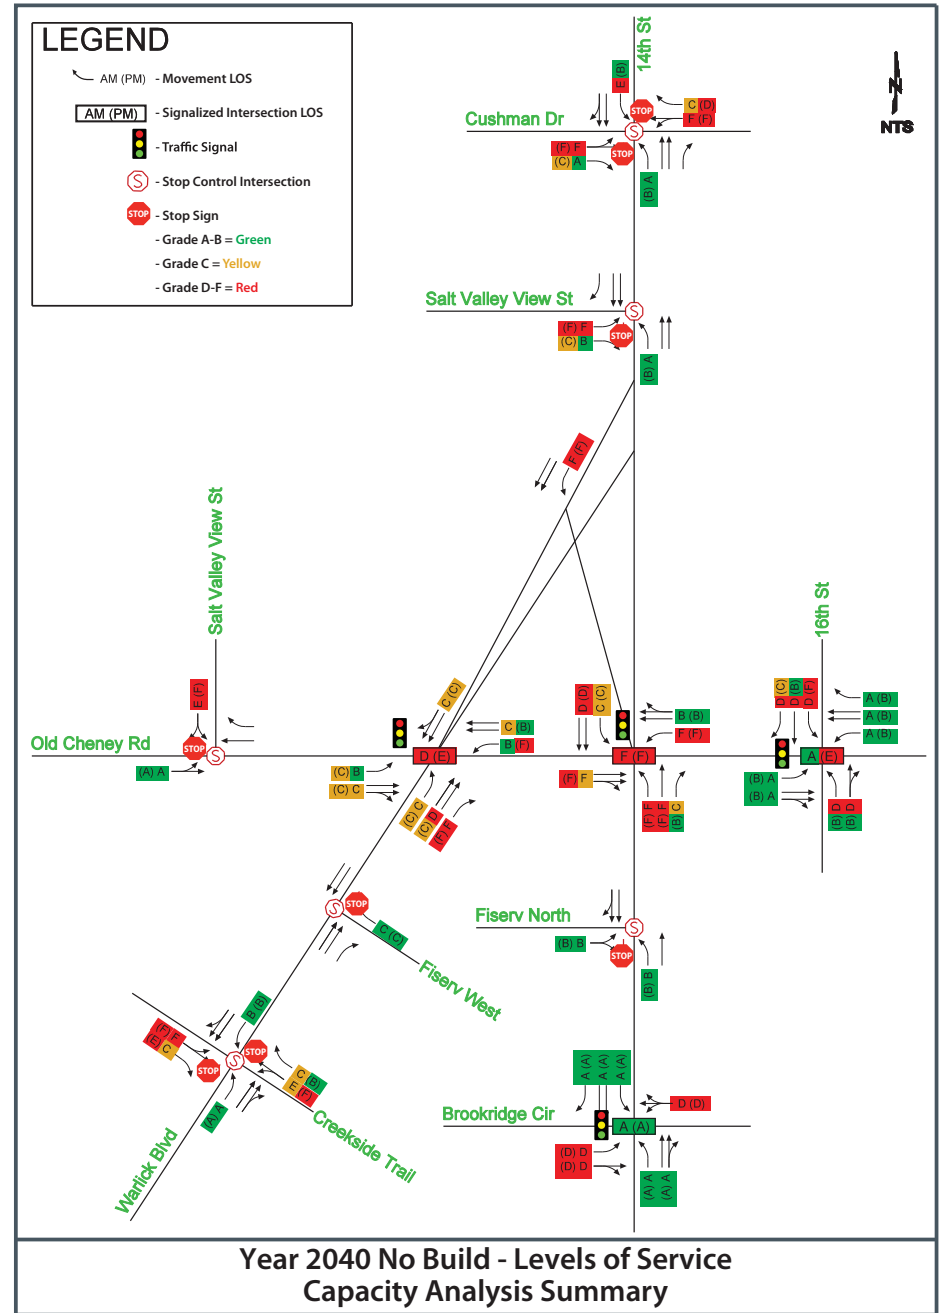 LEGEND
AM (PM) - Movement LOS
AM (PM) - Signalized Intersection LOS
- Traffic Signal
S - Stop Control Intersection
STOP - Stop Sign
- Grade A-B = Green
- Grade C = Yellow
- Grade D-F = Red
14th St
NTS
E (B)
STOP
C (D)
F (F)
Cushman Dr
S
(F) F
(C) A
STOP
(B) A
Salt Valley View St
S
(F) F
(C) B
STOP
(B) A
F (F)
Salt Valley View St
16th St
E (F)
STOP
Old Cheney Rd
S
(A) A
C (C)
C (B)
B (F)
D (E)
(C) B
(C) C
(C) C
(C) D
(F) F
D (D)
C (C)
B (B)
F (F)
F (F)
(F) F
(F) F
(F) F
(B) C
D (C)
D (B)
D (F)
A (B)
A (B)
A (B)
A (E)
(B) A
(B) A
(B) D
(B) D
S
STOP
C (C)
Fiserv West
Fiserv North
S
(B) B
STOP
(B) B
B (B)
(F) F
(E) C
STOP
S
STOP
C (B)
E (F)
(A) A
Creekside Trail
Warlick Blvd
A (A)
A (A)
A (A)
Brookridge Cir
A (A)
D (D)
(D) D
(D) D
(A) A
(A) A
Year 2040 No Build - Levels of Service
Capacity Analysis Summary